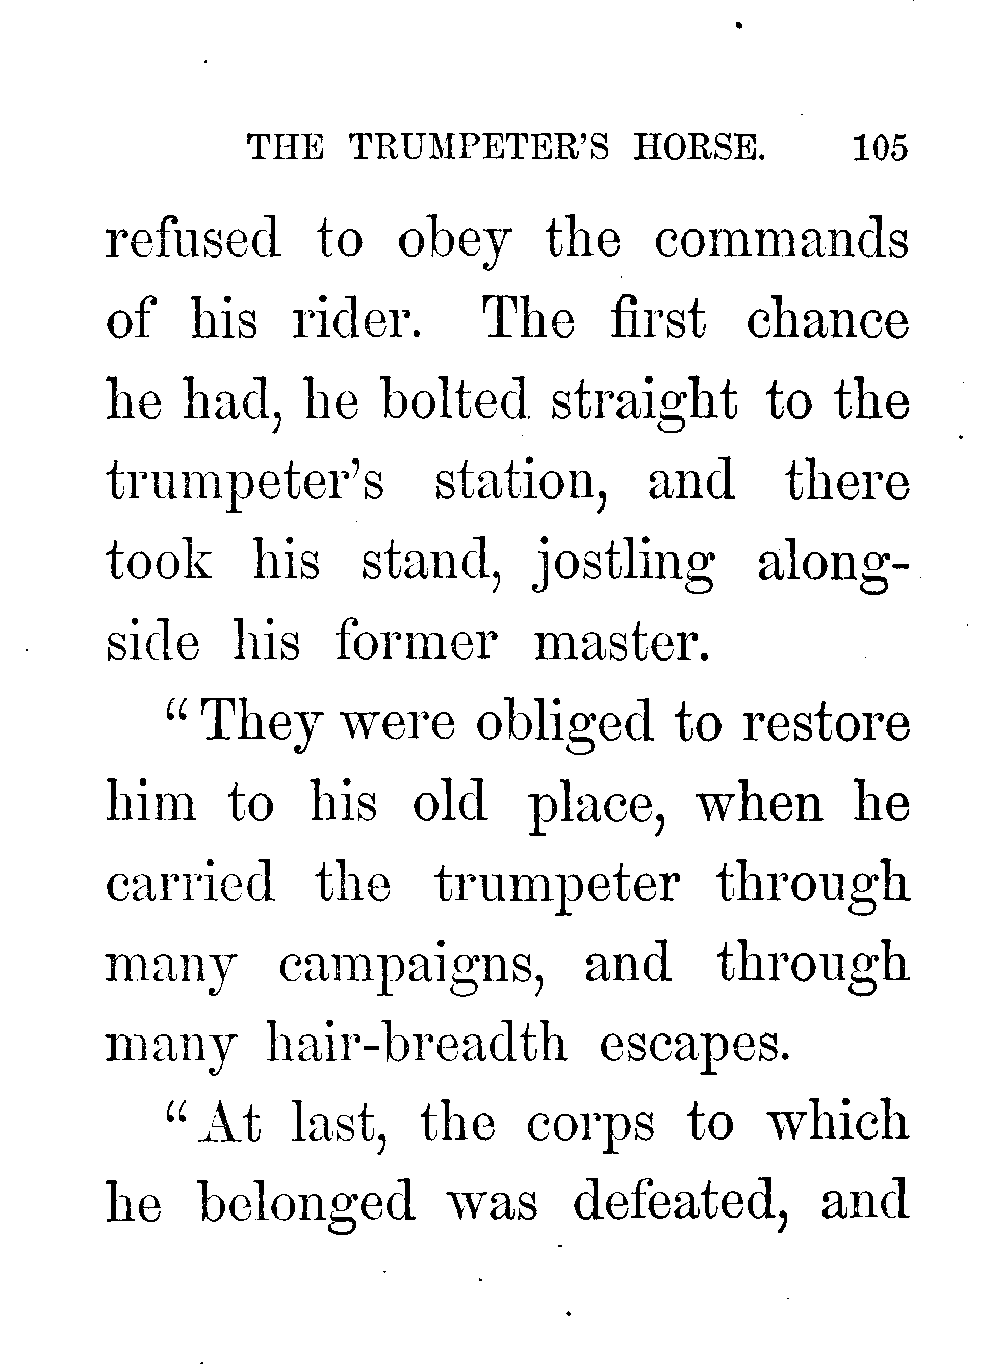 THE TRUMPETER'S HORSE. 105
refused to obey the commands
of his rider. The first chance
he had, he bolted straight to the
trumpeter's station, and there
took his stand, jostling along-
side his former master.
"They were obliged to restore
him to his old place, when he
carried the trumpeter through
many campaigns, and through
many hair-breadth escapes.
"At last, the corps to which
he belonged was defeated, and